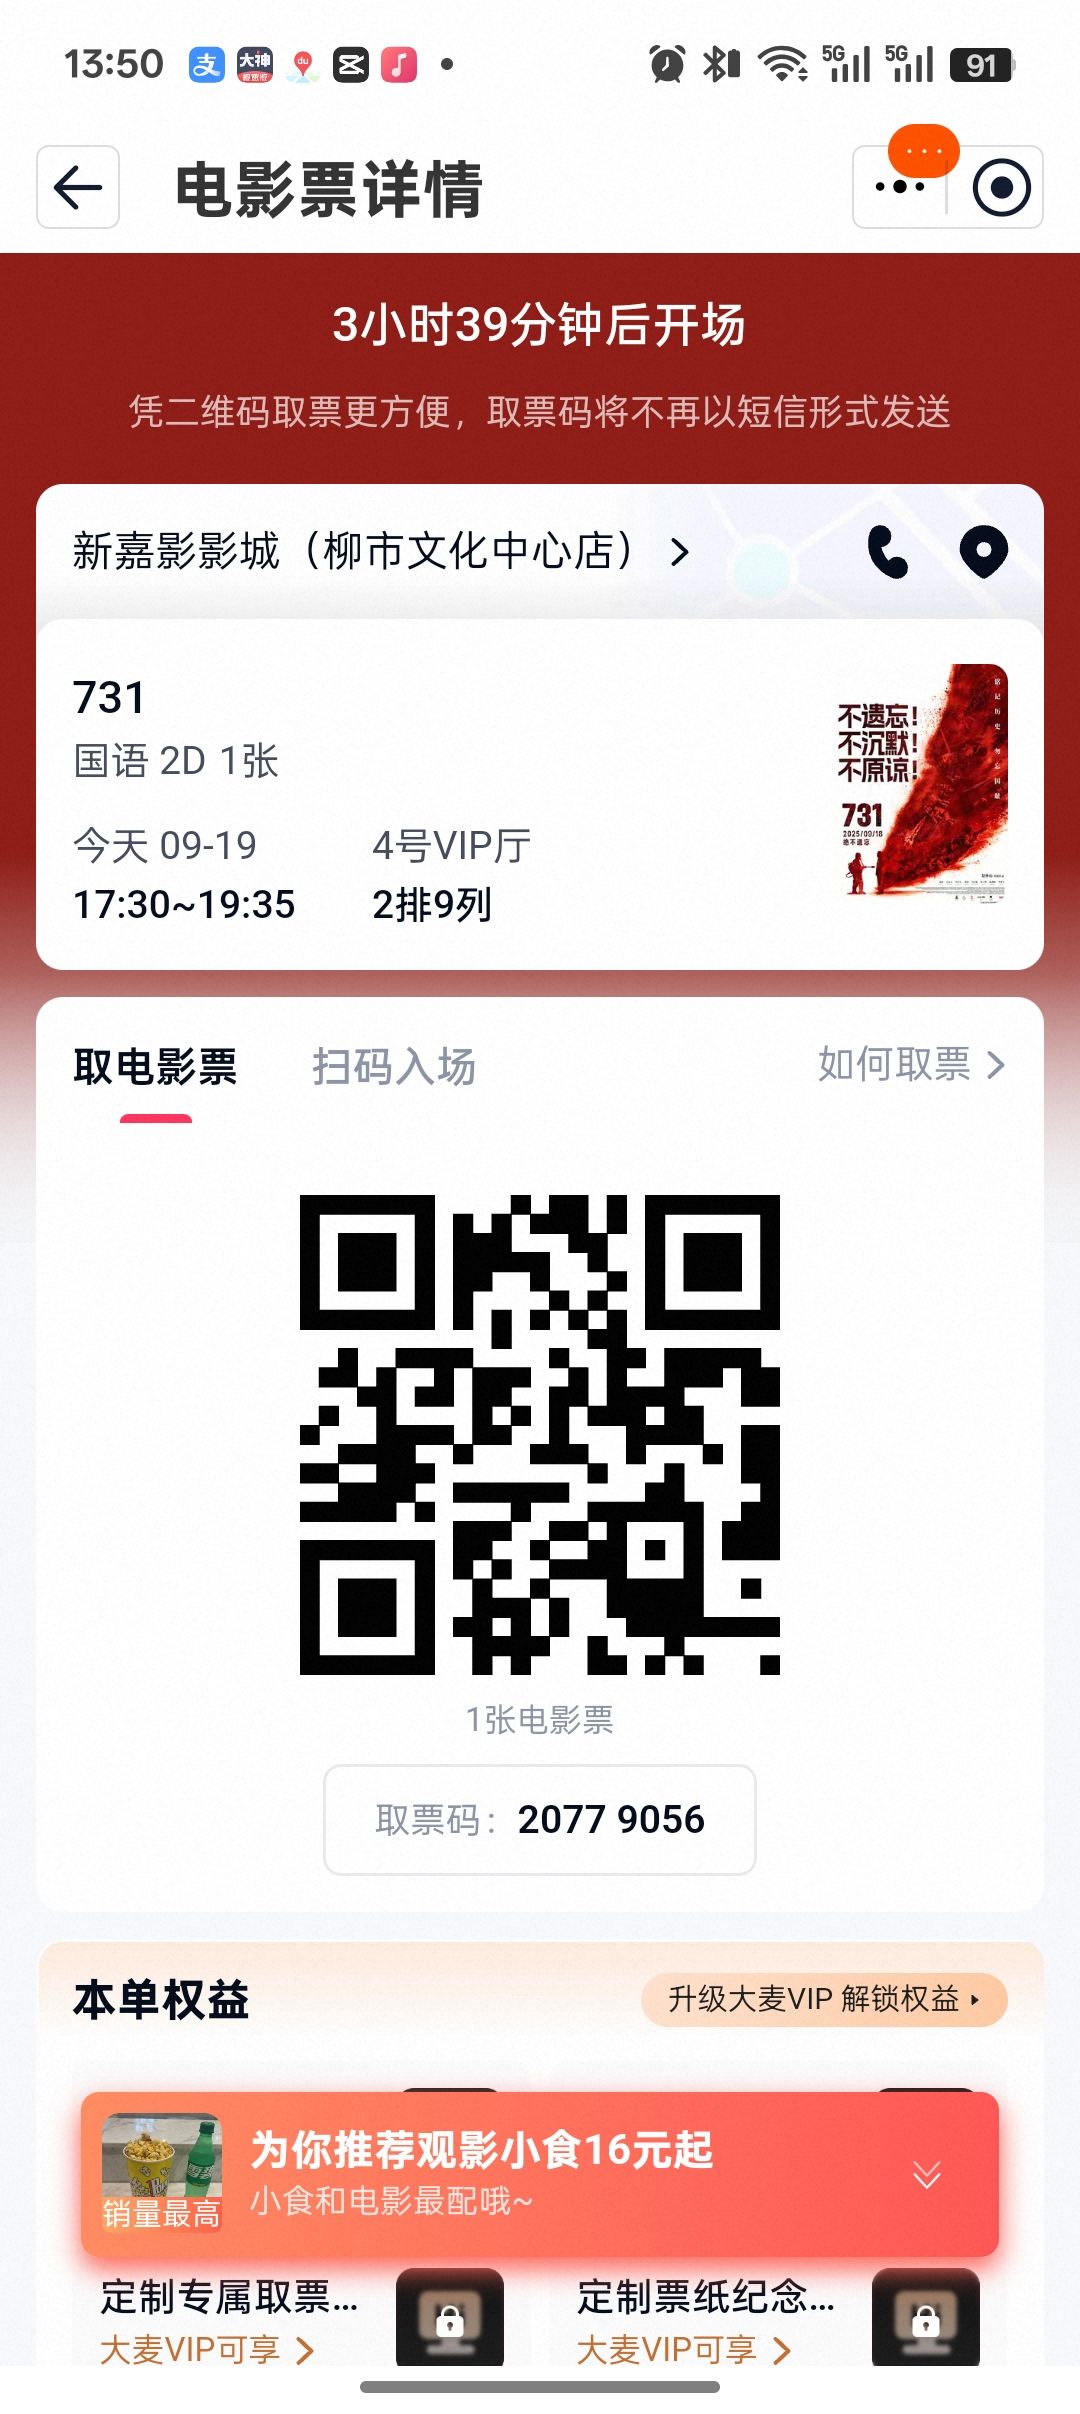 13:50
支
大神
du
5G
5G
91
电影票详情
3小时39分钟后开场
凭二维码取票更方便，取票码将不再以短信形式发送
新嘉影影城（柳市文化中心店）
731
国语 2D 1张
今天 09-19
4号VIP厅
17:30~19:35
2排9列
不遗忘！
不沉默！
不原谅！
731
2025/09/18
取电影票
扫码入场
如何取票
1张电影票
取票码：2077 9056
本单权益
升级大麦VIP 解锁权益
为你推荐观影小食16元起
小食和电影最配哦~
销量最高
定制专属取票...
定制票纸纪念...
大麦VIP可享
大麦VIP可享